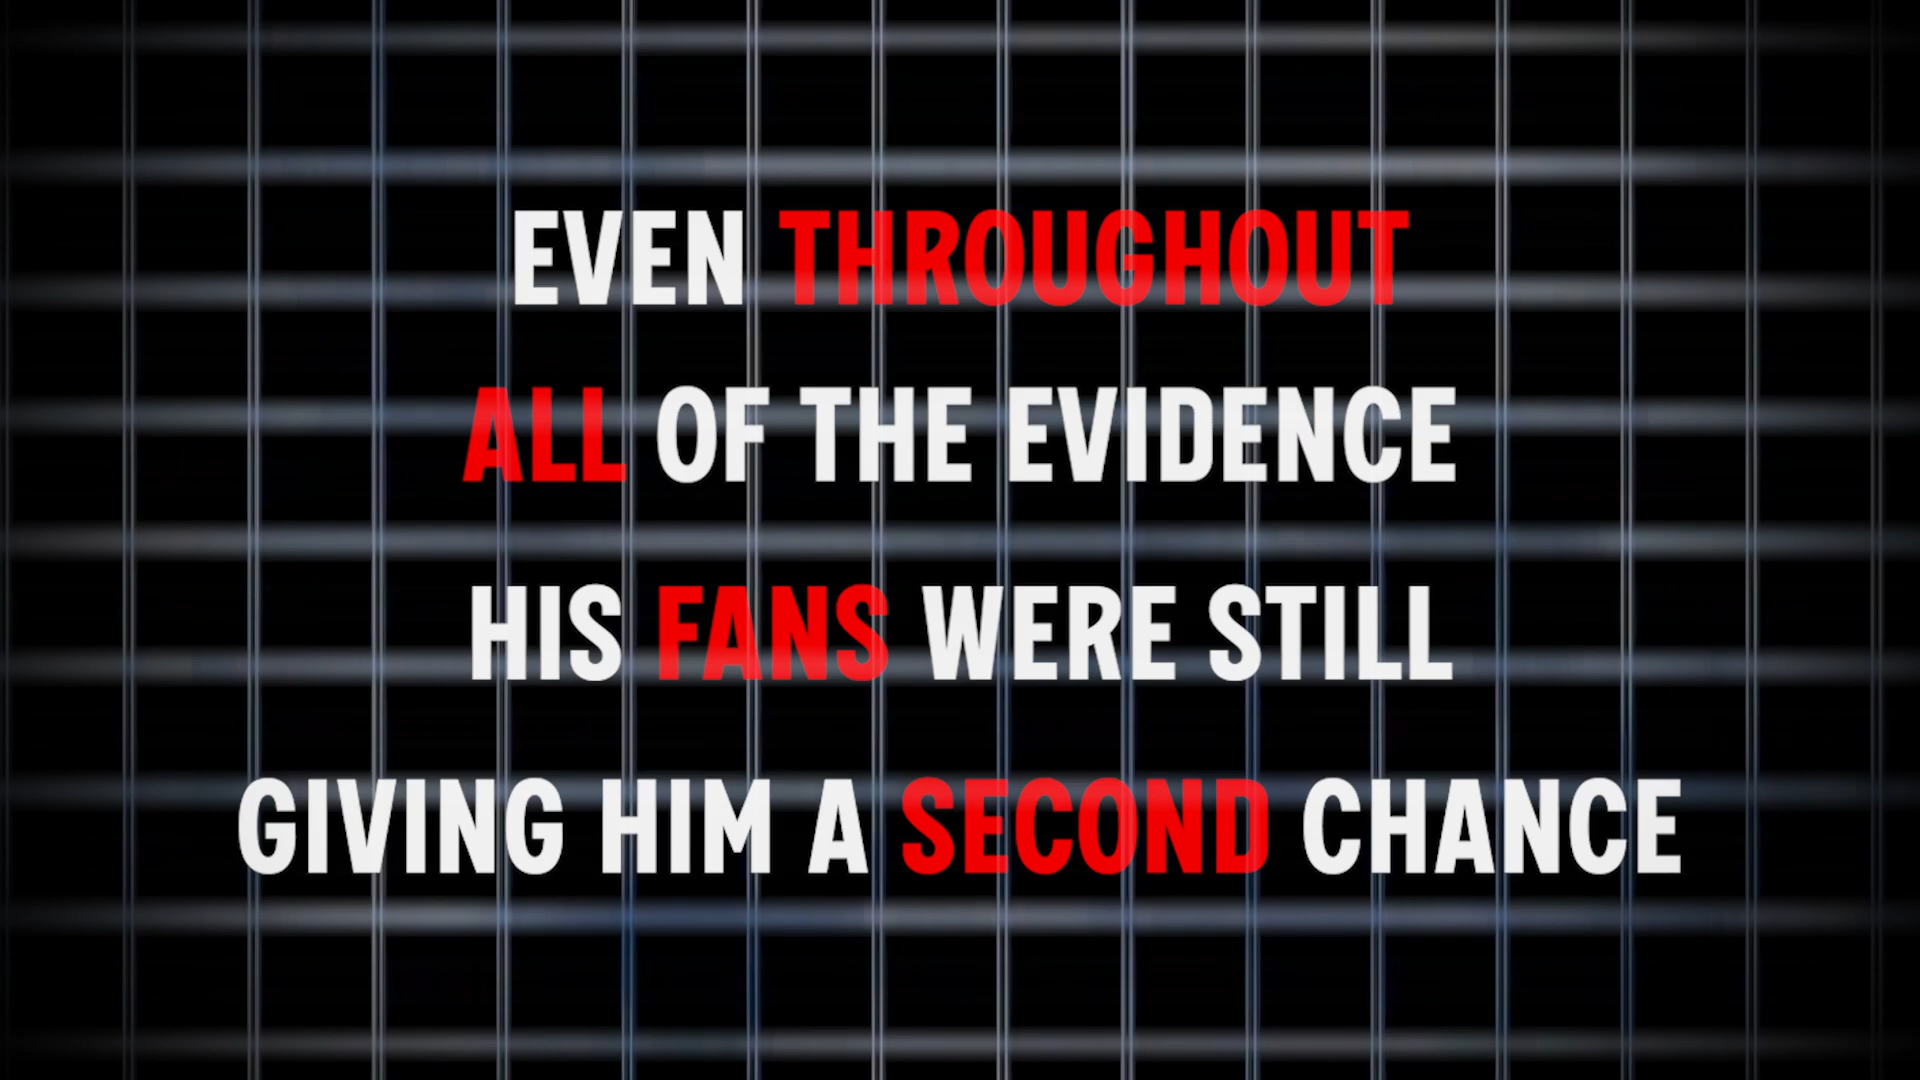 EVEN THROUGHOUT
ALL OF THE EVIDENCE
HIS FANS WERE STILL
GIVING HIM A SECOND CHANCE